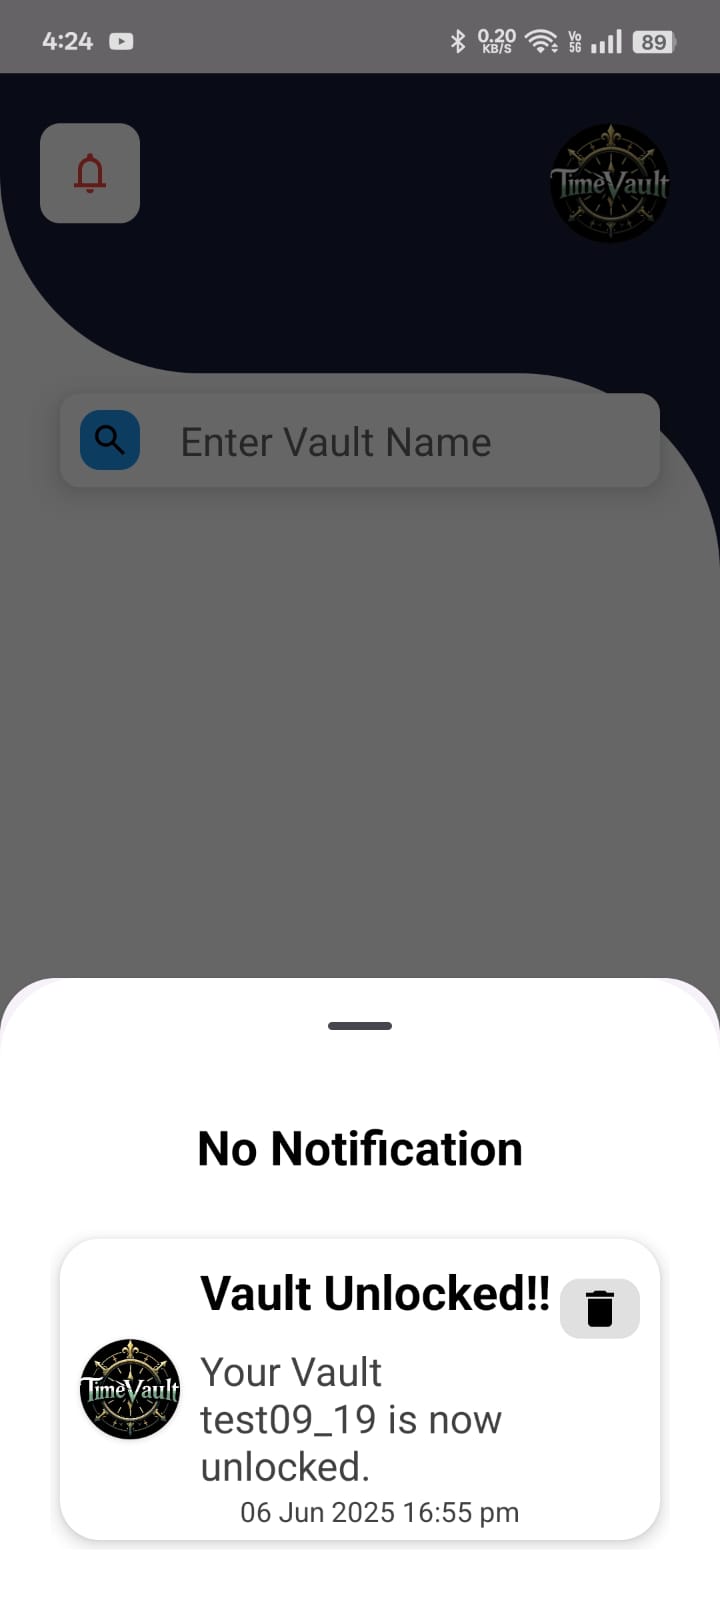 4:24
0.20
KB/S
Vo
5G
89
TimeVault
Enter Vault Name
No Notification
Vault Unlocked!!
TimeVault
Your Vault
test09_19 is now
unlocked.
06 Jun 2025 16:55 pm